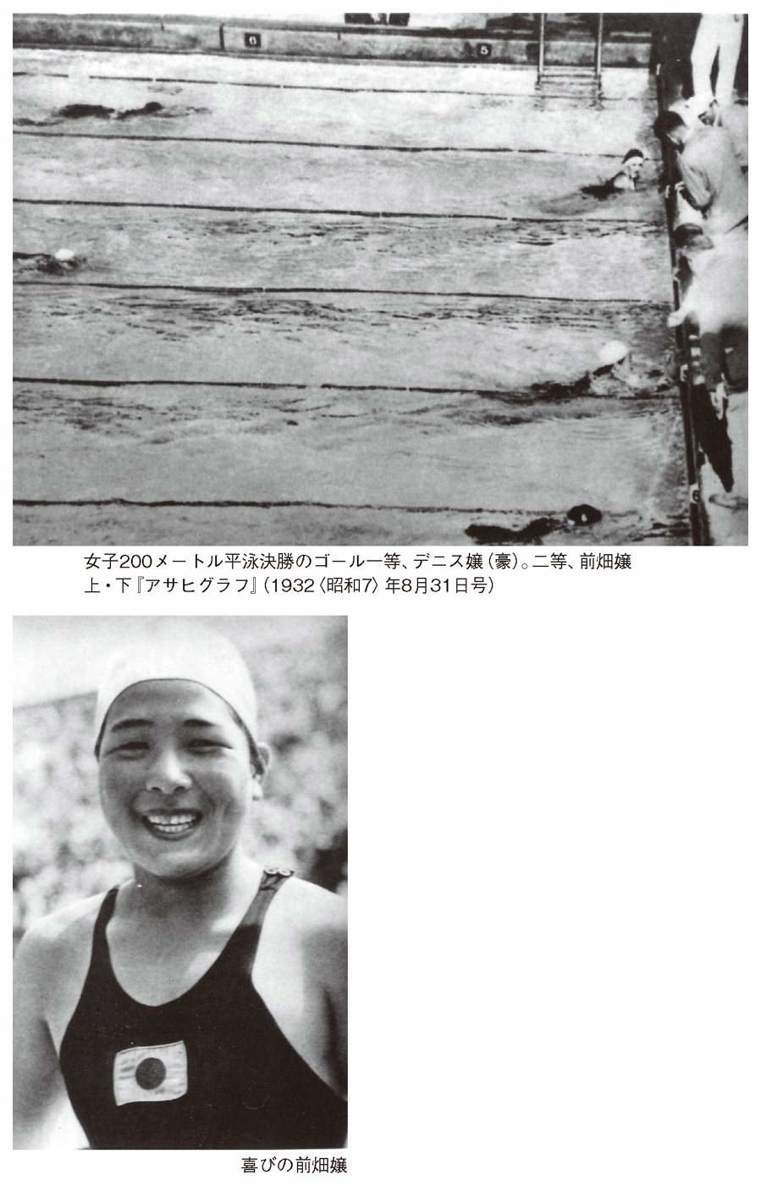 6
5
女子200メートル平泳決勝のゴール一等、デニス嬢（豪）。二等、前畑嬢
上・下『アサヒグラフ』（1932〈昭和7〉年8月31日号）
喜びの前畑嬢